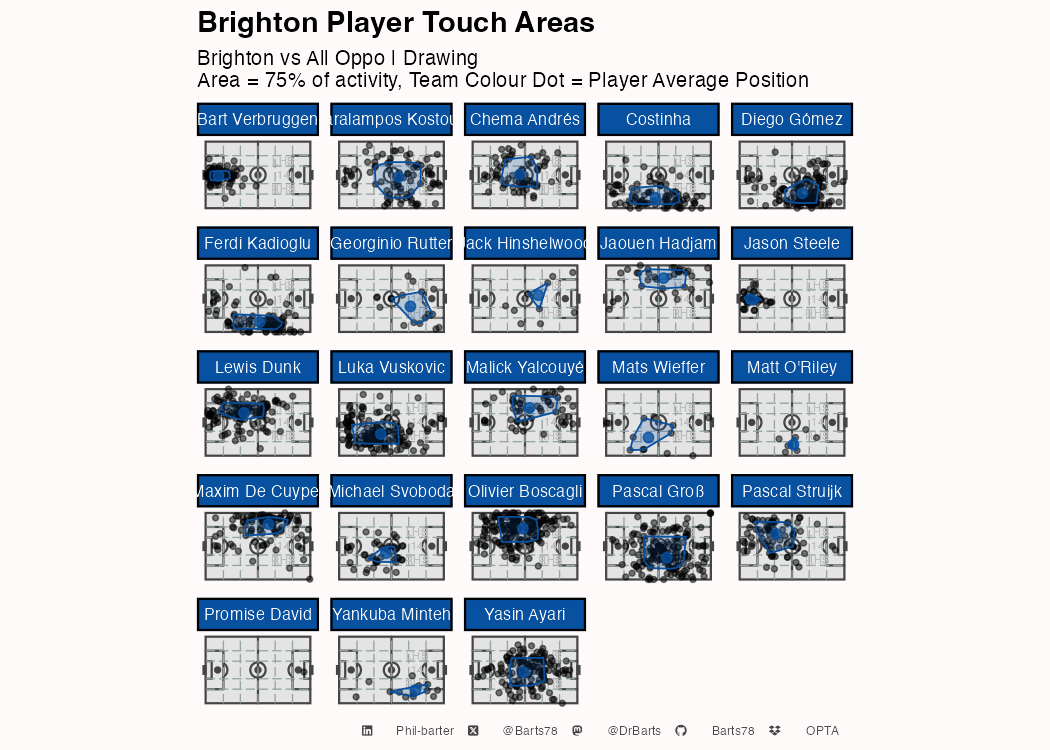 Brighton Player Touch Areas
Brighton vs All Oppo | Drawing
Area = 75% of activity, Team Colour Dot = Player Average Position
Bart Verbruggen aralampos Kostou Chema Andrés Costinha Diego Gómez
Ferdi Kadioglu Georginio Rutter Jack Hinshelwood Jaouen Hadjam Jason Steele
Lewis Dunk Luka Vuskovic Malick Yalcouyé Mats Wieffer Matt O'Riley
Maxim De Cuype Michael Svoboda Olivier Boscagli Pascal Groß Pascal Struijk
Promise David Yankuba Minteh Yasin Ayari
Phil-barter @Barts78 @DrBarts Barts78 OPTA